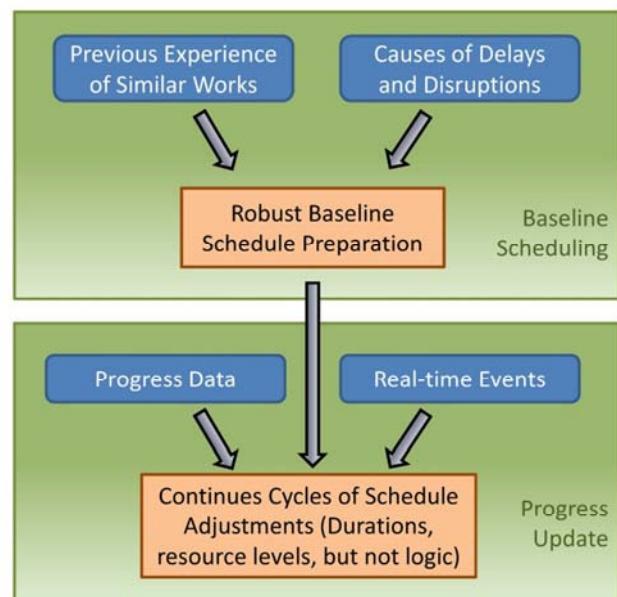 Previous Experience
of Similar Works
Causes of Delays
and Disruptions
Robust Baseline
Schedule Preparation
Baseline
Scheduling
Progress Data
Real-time Events
Continues Cycles of Schedule
Adjustments (Durations,
resource levels, but not logic)
Progress
Update